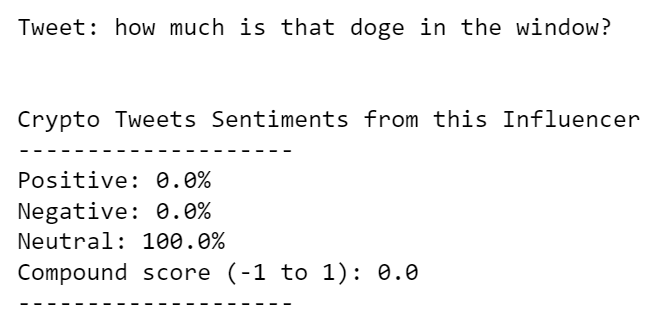 Tweet: how much is that doge in the window?
Crypto Tweets Sentiments from this Influencer
--------------------
Positive: 0.0%
Negative: 0.0%
Neutral: 100.0%
Compound score (-1 to 1): 0.0
--------------------